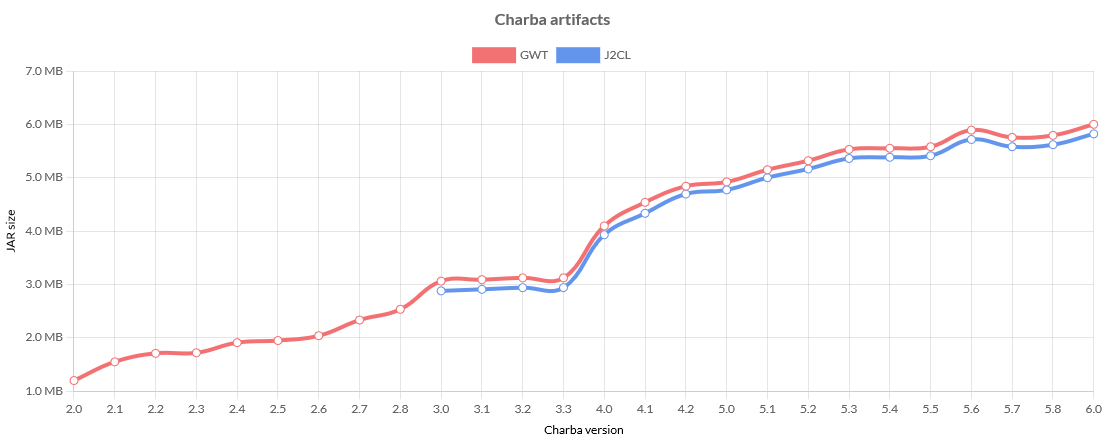 Charba artifacts
GWT J2CL
7.0 MB
6.0 MB
5.0 MB
4.0 MB
3.0 MB
2.0 MB
1.0 MB
JAR size
2.0 2.1 2.2 2.3 2.4 2.5 2.6 2.7 2.8 3.0 3.1 3.2 3.3 4.0 4.1 4.2 5.0 5.1 5.2 5.3 5.4 5.5 5.6 5.7 5.8 6.0
Charba version